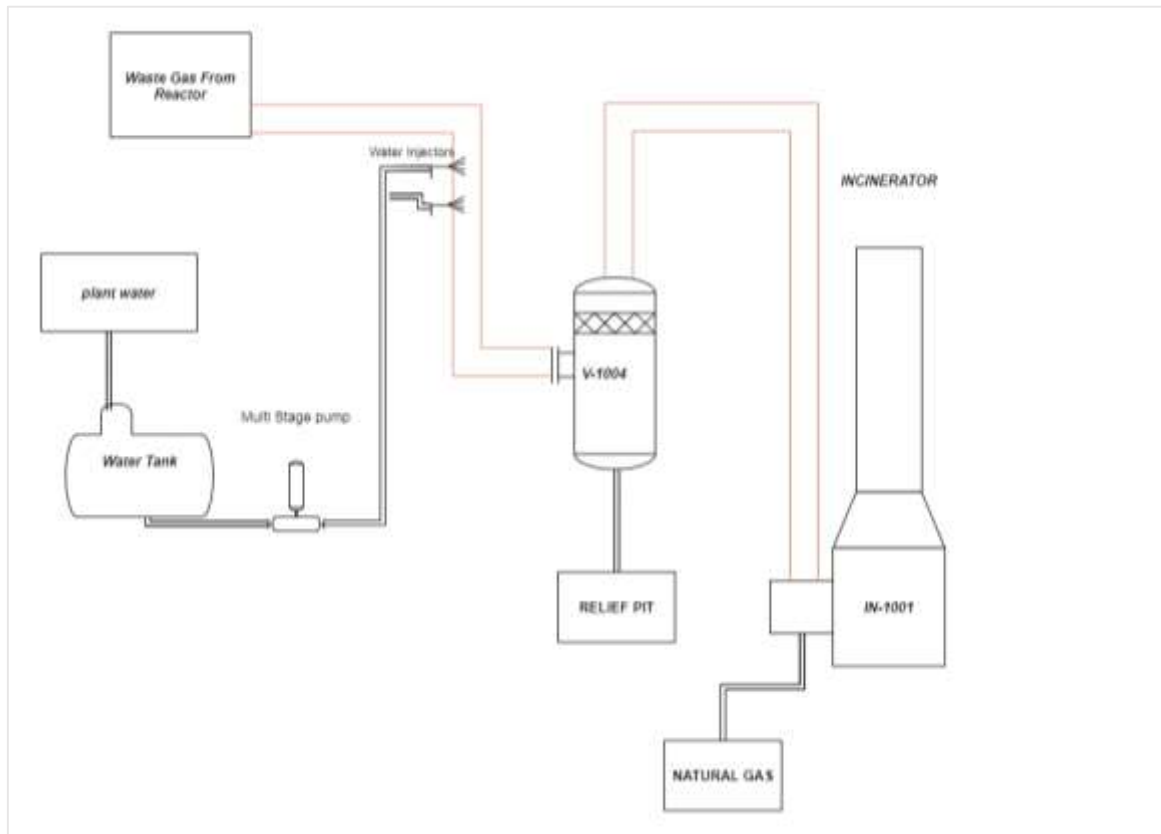 Waste Gas From
Reactor
Water Injectors
INCINERATOR
plant water
V-1004
Multi Stage pump
Water Tank
RELIEF PIT
IN-1001
NATURAL GAS